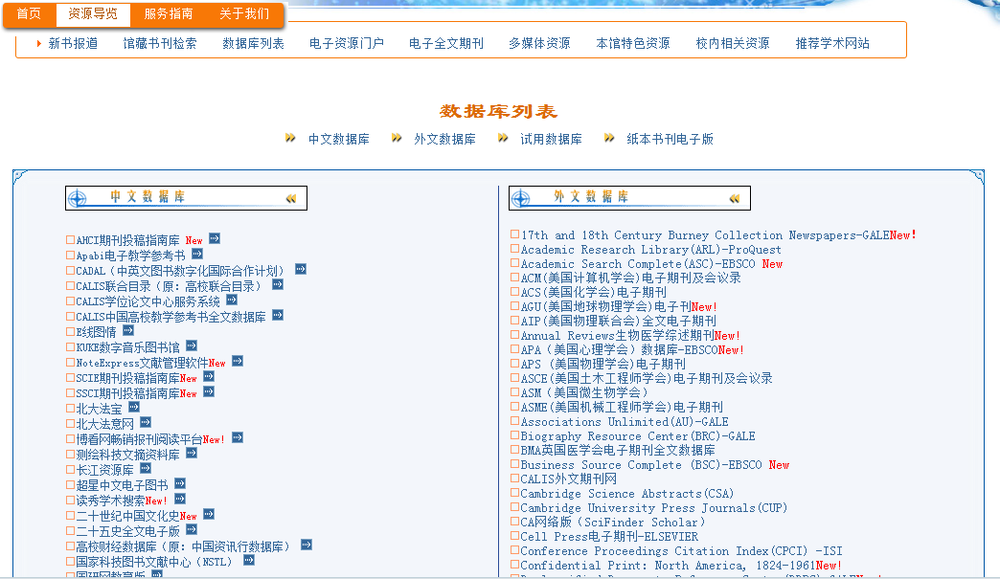 首页 资源导览 服务指南 关于我们
新书报道 馆藏书刊检索 数据库列表 电子资源门户 电子全文期刊 多媒体资源 本馆特色资源 校内相关资源 推荐学术网站
数据库列表
中文数据库 外文数据库 试用数据库 纸本书刊电子版
中文数据库
AHCI期刊投稿指南库 New
Apabi电子教学参考书
CADAL（中英文图书数字化国际合作计划）
CALIS联合目录（原：高校联合目录）
CALIS学位论文中心服务系统
CALIS中国高校教学参考书全文数据库
E线图情
KUKE数字音乐图书馆
NoteExpress文献管理软件New
SCIE期刊投稿指南库New
SSCI期刊投稿指南库New
北大法宝
北大法意网
博看网畅销报刊阅读平台New!
测绘科技文摘资料库
长江资源库
超星中文电子图书
读秀学术搜索New!
二十世纪中国文化史New
二十五史全文电子版
高校财经数据库（原：中国资讯行数据库）
国家科技图书文献中心（NSTL）
国研网教育版
外文数据库
17th and 18th Century Burney Collection Newspapers-GALENew!
Academic Research Library(ARL)-ProQuest
Academic Search Complete(ASC)-EBSCO New
ACM(美国计算机学会)电子期刊及会议录
ACS(美国化学会)电子期刊
AGU(美国地球物理学会)电子刊New!
AIP(美国物理联合会)全文电子期刊
Annual Reviews生物医学综述期刊New!
APA（美国心理学会）数据库-EBSCONew!
APS (美国物理学会)电子期刊
ASCE(美国土木工程师学会)电子期刊及会议录
ASM（美国微生物学会）
ASME(美国机械工程师学会)电子期刊
Associations Unlimited(AU)-GALE
Biography Resource Center(BRC)-GALE
BMA英国医学会电子期刊全文数据库
Business Source Complete (BSC)-EBSCO New
CALIS外文期刊网
Cambridge Science Abstracts(CSA)
Cambridge University Press Journals(CUP)
CA网络版（SciFinder Scholar）
Cell Press电子期刊-ELSEVIER
Conference Proceedings Citation Index(CPCI) -ISI
Confidential Print: North America, 1824-1961New!